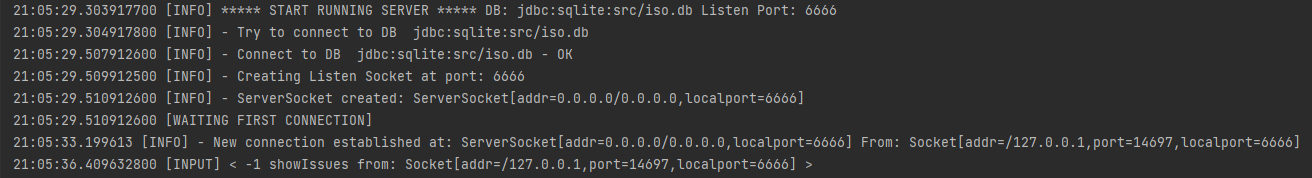 21:05:29.303917700 [INFO] ***** START RUNNING SERVER ***** DB: jdbc:sqlite:src/iso.db Listen Port: 6666
21:05:29.304917800 [INFO] - Try to connect to DB  jdbc:sqlite:src/iso.db
21:05:29.507912600 [INFO] - Connect to DB  jdbc:sqlite:src/iso.db - OK
21:05:29.509912500 [INFO] - Creating Listen Socket at port: 6666
21:05:29.510912600 [INFO] - ServerSocket created: ServerSocket[addr=0.0.0.0/0.0.0.0,localport=6666]
21:05:29.510912600 [WAITING FIRST CONNECTION]
21:05:33.199613 [INFO] - New connection established at: ServerSocket[addr=0.0.0.0/0.0.0.0,localport=6666] From: Socket[addr=/127.0.0.1,port=14697,localport=6666]
21:05:36.409632800 [INPUT] < -1 showIssues from: Socket[addr=/127.0.0.1,port=14697,localport=6666] >